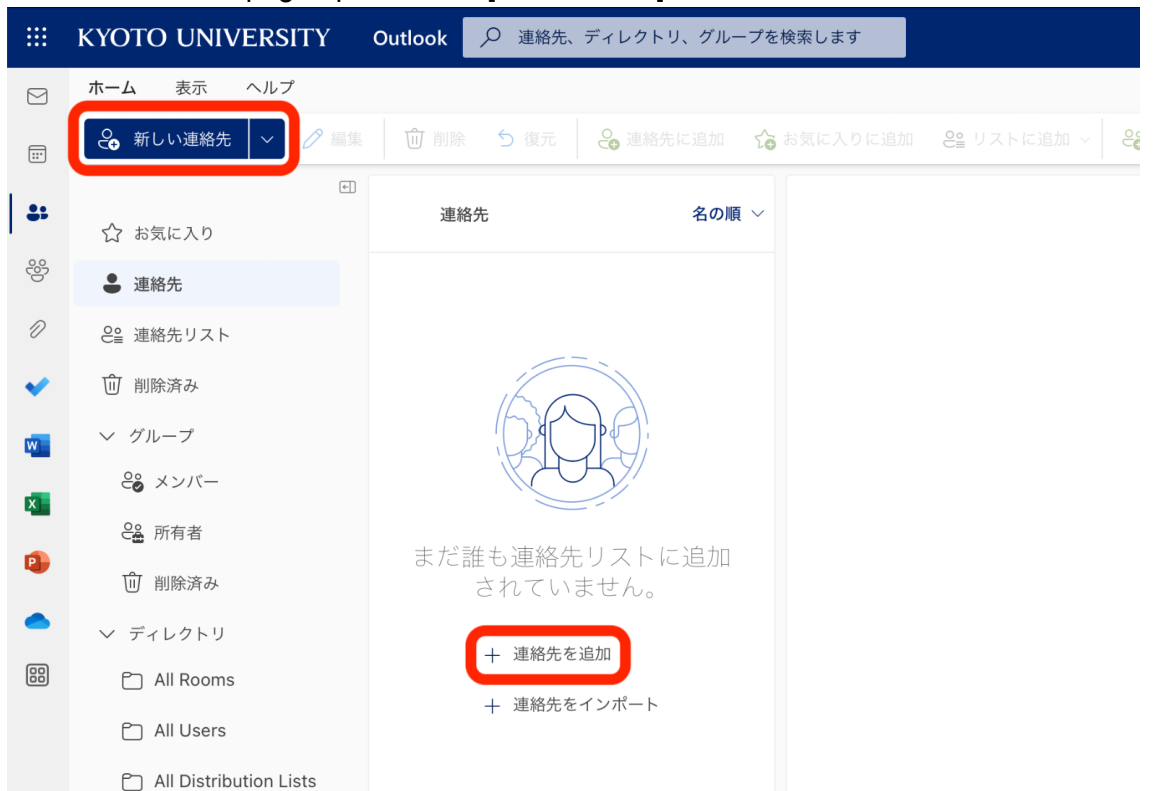 KYOTO UNIVERSITY Outlook 連絡先、ディレクトリ、グループを検索します
ホーム 表示 ヘルプ
新しい連絡先 編集 削除 復元 連絡先に追加 お気に入りに追加 リストに追加
連絡先 名の順
お気に入り
連絡先
連絡先リスト
削除済み
グループ
メンバー
所有者
削除済み
ディレクトリ
All Rooms
All Users
All Distribution Lists
まだ誰も連絡先リストに追加
されていません。
+ 連絡先を追加
+ 連絡先をインポート